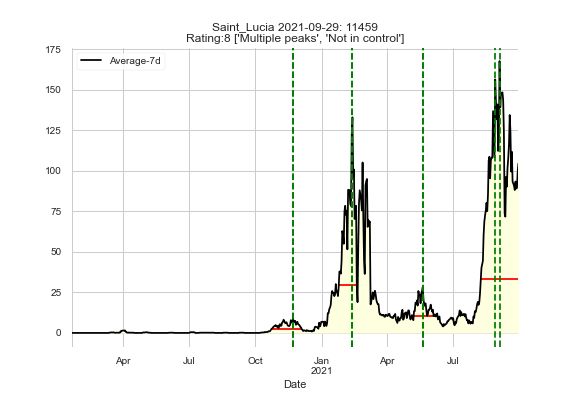 Saint_Lucia 2021-09-29: 11459
Rating:8 ['Multiple peaks', 'Not in control']
175
Average-7d
150
125
100
75
50
25
0
Apr Jul Oct Jan Apr Jul
2021
Date